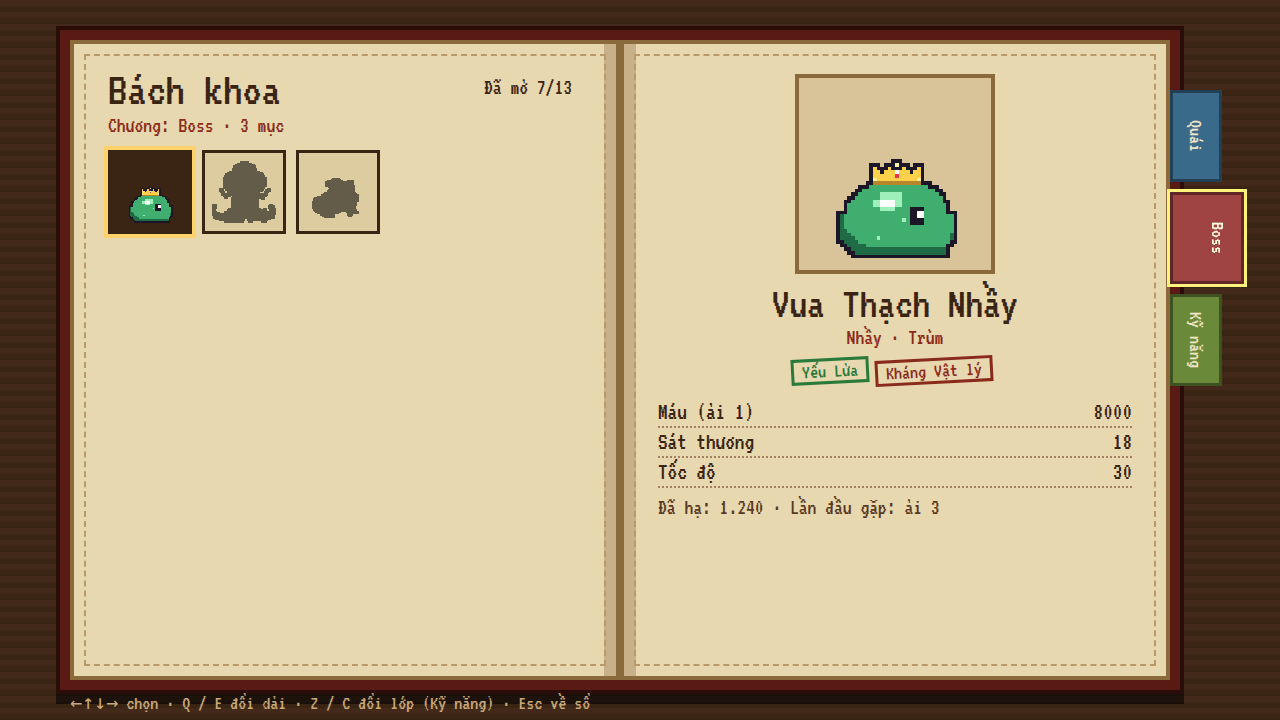 Bách khoa
Đã mở 7/13
Chương: Boss · 3 mục
Vua Thạch Nhầy
Nhầy · Trùm
Yếu Lửa
Kháng Vật lý
Máu (ải 1) 8000
Sát thương 18
Tốc độ 30
Đã hạ: 1.240 · Lần đầu gặp: ải 3
Quái
Boss
Kỹ năng
←↑↓→ chọn · Q / E đổi dải · Z / C đổi lớp (Kỹ năng) · Esc về sổ